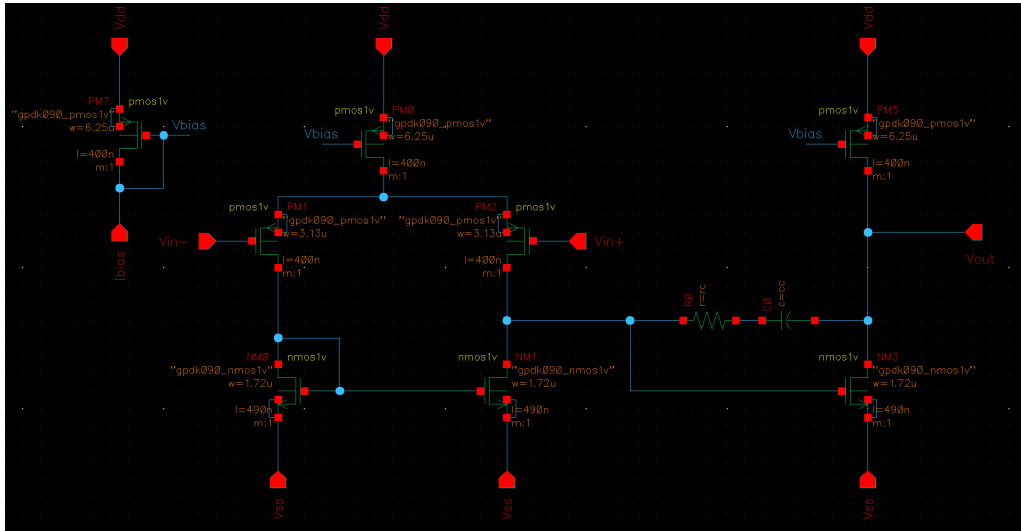 Vdd
Vdd
Vdd
PM7
pmos1v
"gpdk090_pmos1v"
w=6.25u
l=400n
m:1
Vbias
Ibias
PM0
pmos1v
"gpdk090_pmos1v"
w=6.25u
l=400n
m:1
Vbias
PM3
pmos1v
"gpdk090_pmos1v"
w=6.25u
l=400n
m:1
Vbias
PM1
pmos1v
"gpdk090_pmos1v"
w=3.13u
l=400n
m:1
Vin-
PM2
pmos1v
"gpdk090_pmos1v"
w=3.13u
l=400n
m:1
Vin+
Vout
R0
r=rc
C0
c=cc
NM0
nmos1v
"gpdk090_nmos1v"
w=1.72u
l=490n
m:1
NM1
nmos1v
"gpdk090_nmos1v"
w=1.72u
l=490n
m:1
NM3
nmos1v
"gpdk090_nmos1v"
w=1.72u
l=490n
m:1
Vss
Vss
Vss